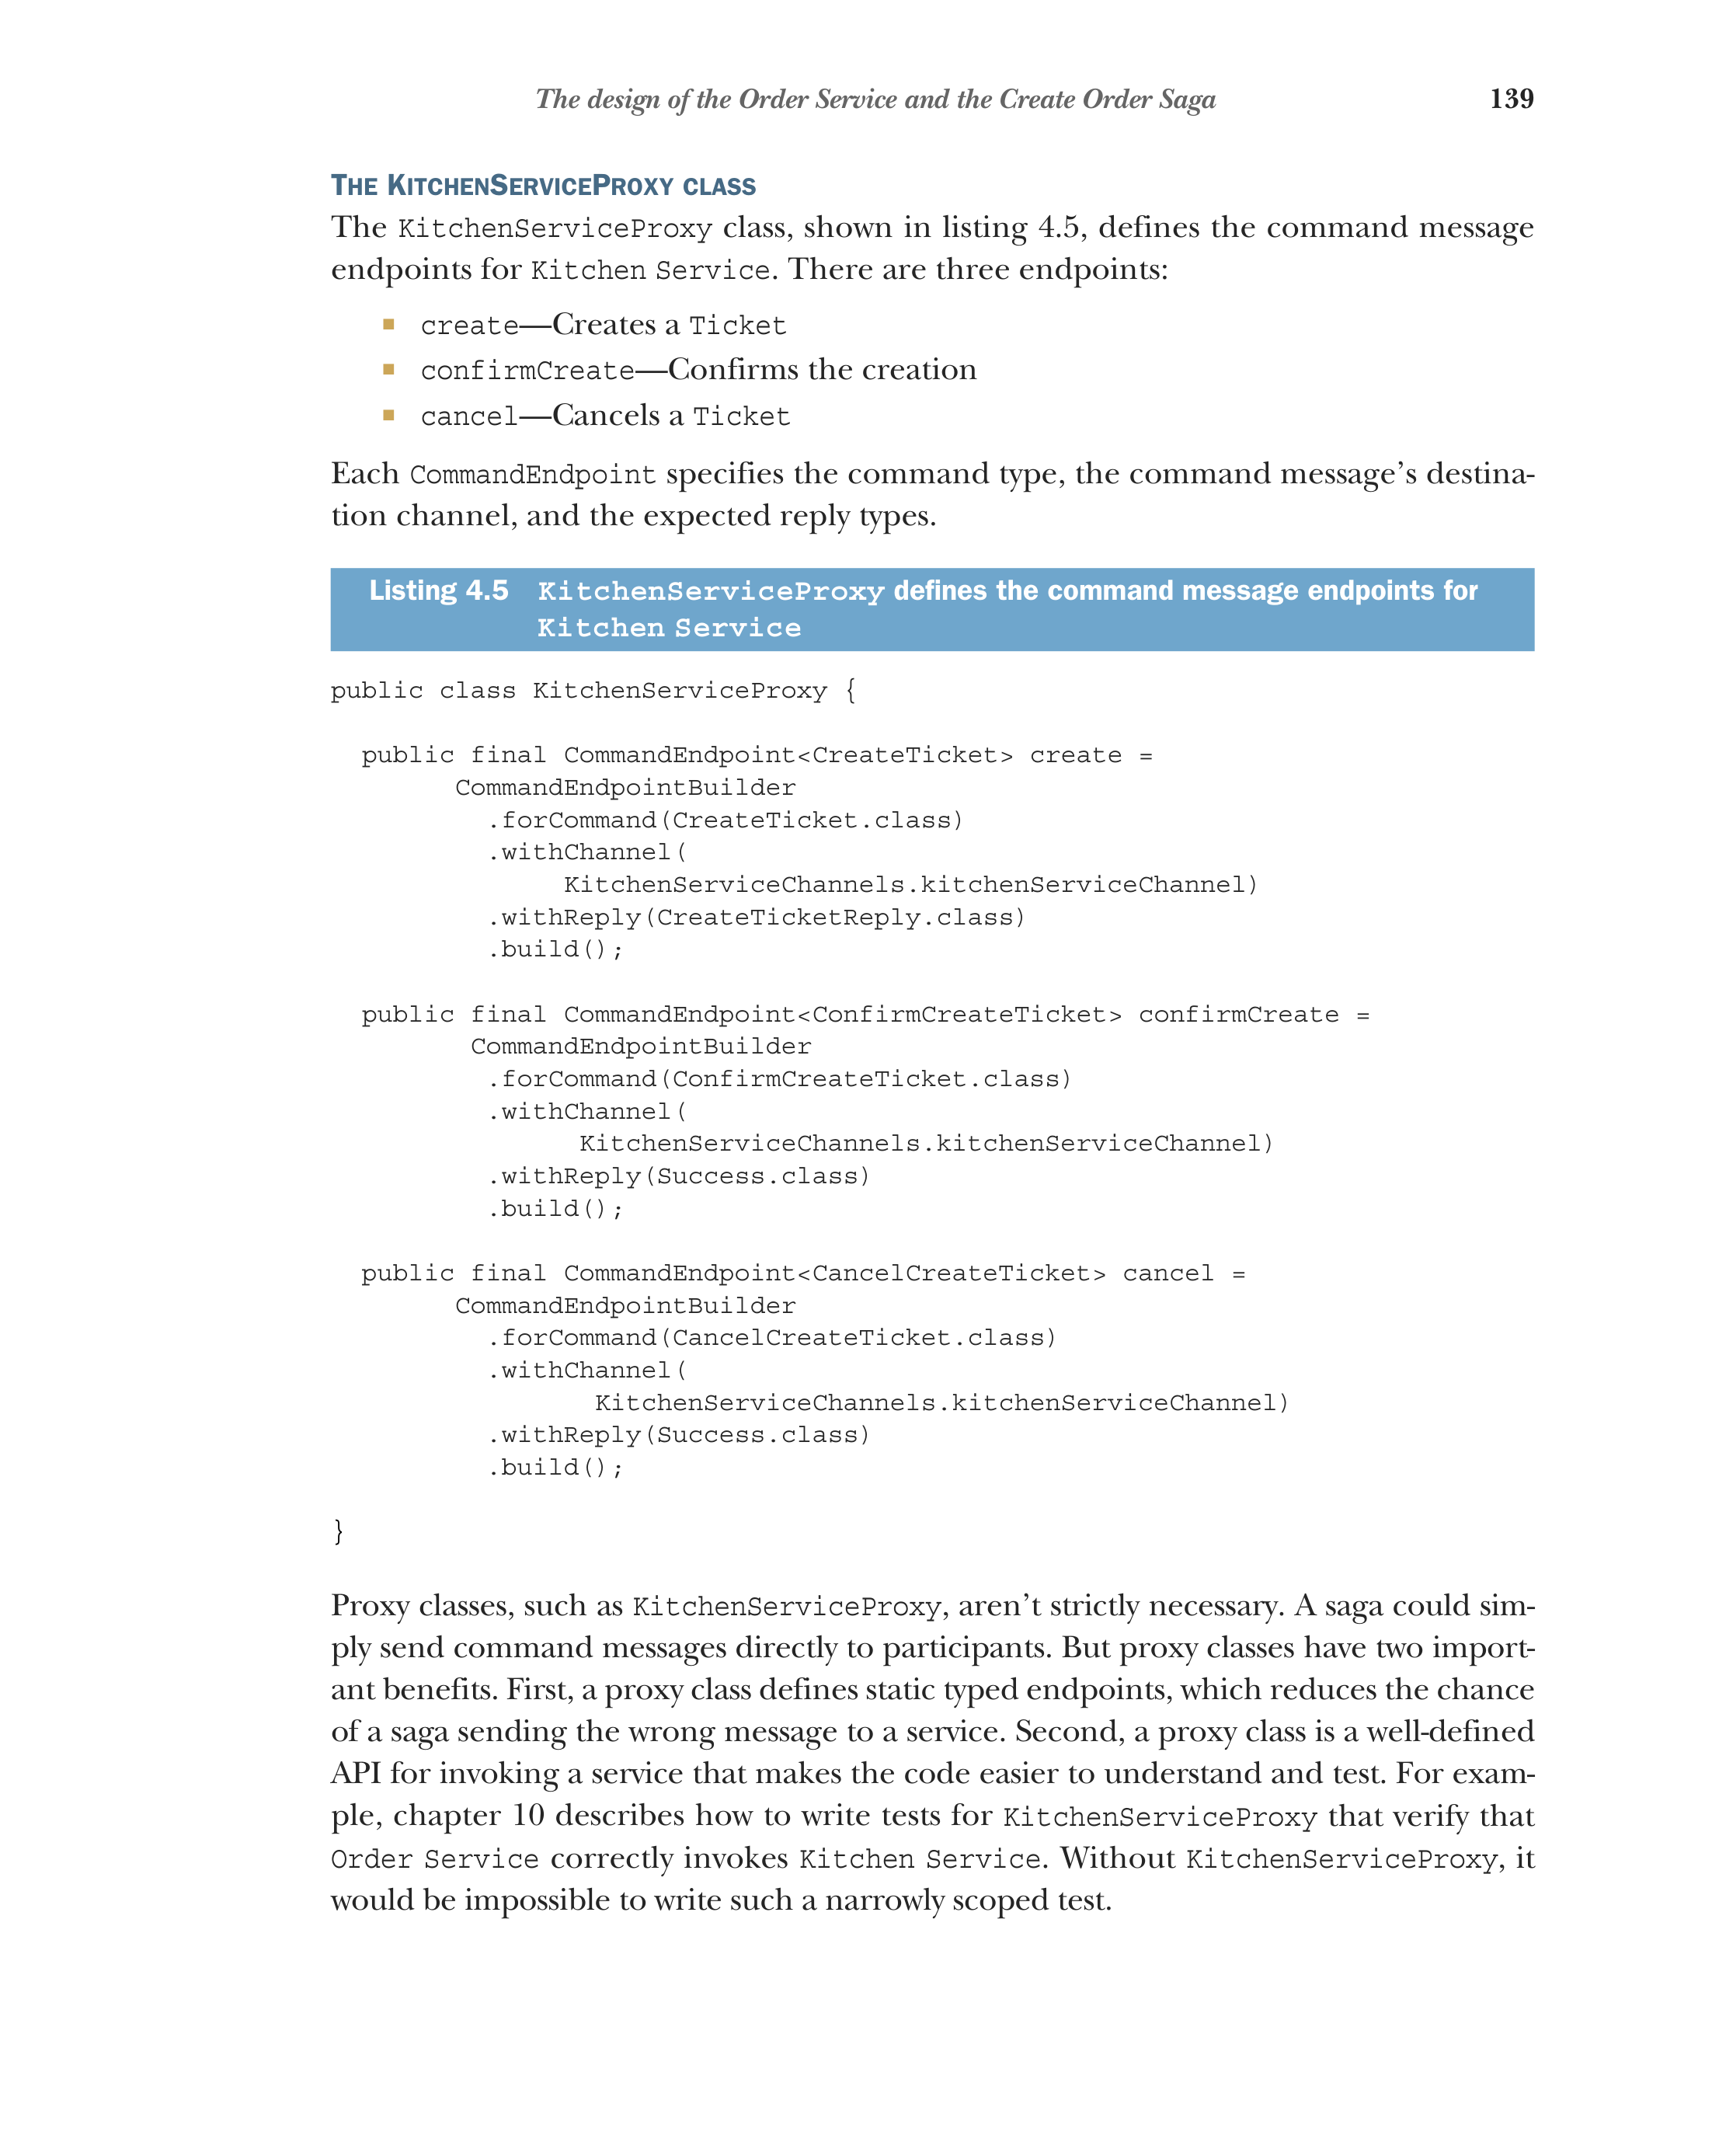 The design of the Order Service and the Create Order Saga 139
THE KITCHENSERVICEPROXY CLASS
The KitchenServiceProxy class, shown in listing 4.5, defines the command message
endpoints for Kitchen Service. There are three endpoints:
■ create—Creates a Ticket
■ confirmCreate—Confirms the creation
■ cancel—Cancels a Ticket
Each CommandEndpoint specifies the command type, the command message’s destina-
tion channel, and the expected reply types.
Listing 4.5 KitchenServiceProxy defines the command message endpoints for
Kitchen Service
public class KitchenServiceProxy {
  public final CommandEndpoint<CreateTicket> create =
        CommandEndpointBuilder
          .forCommand(CreateTicket.class)
          .withChannel(
               KitchenServiceChannels.kitchenServiceChannel)
          .withReply(CreateTicketReply.class)
          .build();
  public final CommandEndpoint<ConfirmCreateTicket> confirmCreate =
         CommandEndpointBuilder
          .forCommand(ConfirmCreateTicket.class)
          .withChannel(
                KitchenServiceChannels.kitchenServiceChannel)
          .withReply(Success.class)
          .build();
  public final CommandEndpoint<CancelCreateTicket> cancel =
        CommandEndpointBuilder
          .forCommand(CancelCreateTicket.class)
          .withChannel(
                 KitchenServiceChannels.kitchenServiceChannel)
          .withReply(Success.class)
          .build();
}
Proxy classes, such as KitchenServiceProxy, aren’t strictly necessary. A saga could sim-
ply send command messages directly to participants. But proxy classes have two import-
ant benefits. First, a proxy class defines static typed endpoints, which reduces the chance
of a saga sending the wrong message to a service. Second, a proxy class is a well-defined
API for invoking a service that makes the code easier to understand and test. For exam-
ple, chapter 10 describes how to write tests for KitchenServiceProxy that verify that
Order Service correctly invokes Kitchen Service. Without KitchenServiceProxy, it
would be impossible to write such a narrowly scoped test.